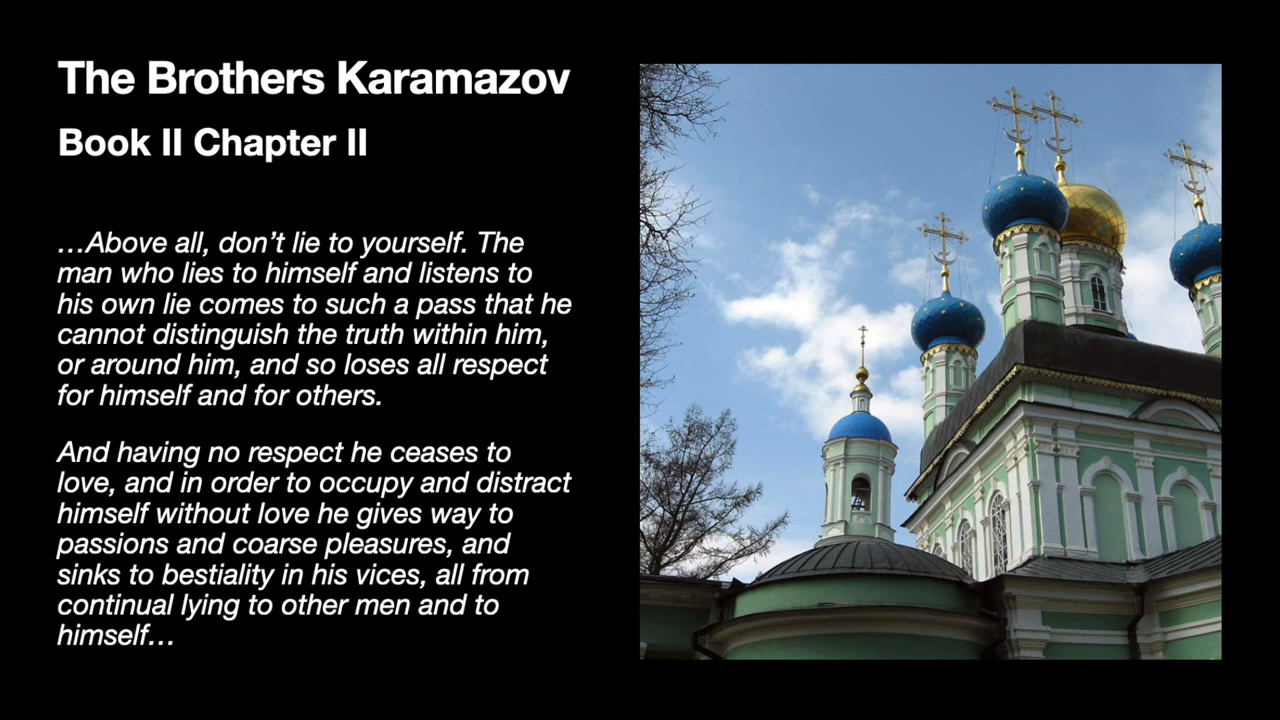 The Brothers Karamazov
Book II Chapter II
…Above all, don’t lie to yourself. The
man who lies to himself and listens to
his own lie comes to such a pass that he
cannot distinguish the truth within him,
or around him, and so loses all respect
for himself and for others.
And having no respect he ceases to
love, and in order to occupy and distract
himself without love he gives way to
passions and coarse pleasures, and
sinks to bestiality in his vices, all from
continual lying to other men and to
himself…